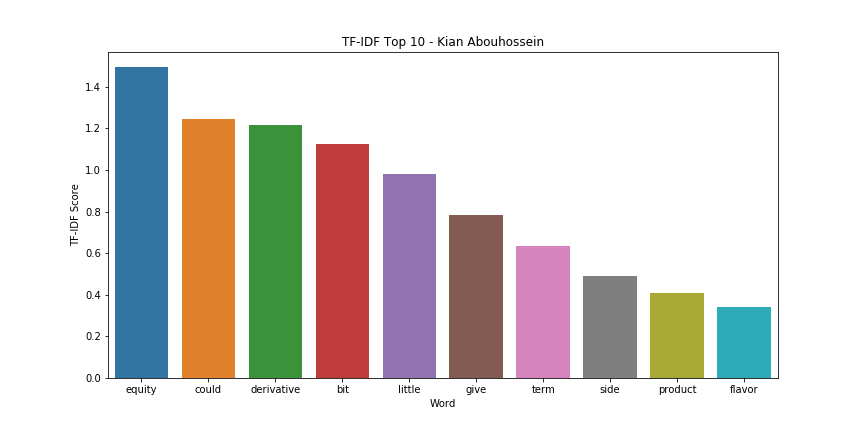 TF-IDF Top 10 - Kian Abouhossein
TF-IDF Score
1.4
1.2
1.0
0.8
0.6
0.4
0.2
0.0
equity could derivative bit little give term side product flavor
Word